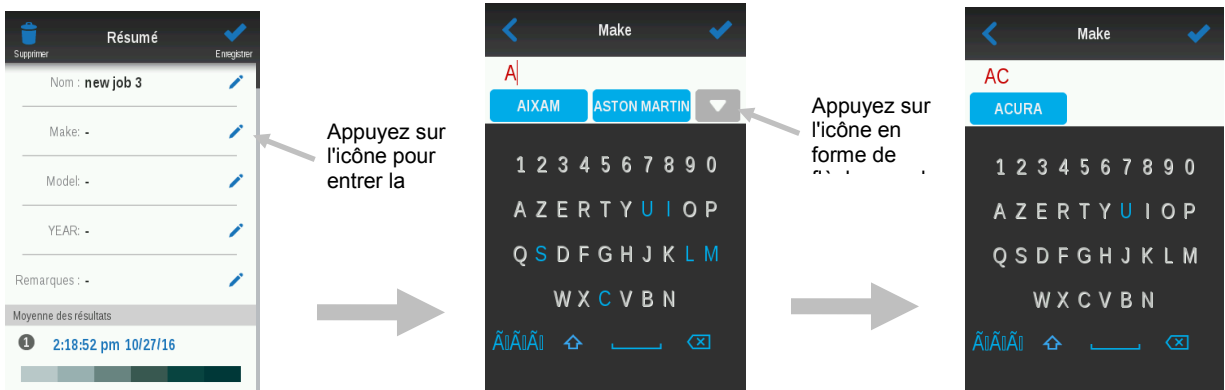 Résumé
Supprimer
Enregistrer
Nom : new job 3
Make: -
Model: -
YEAR: -
Remarques : -
Moyenne des résultats
1 2:18:52 pm 10/27/16
Appuyez sur
l'icône pour
entrer la
Make
A
AIXAM ASTON MARTIN
1 2 3 4 5 6 7 8 9 0
A Z E R T Y U I O P
Q S D F G H J K L M
W X C V B N
Appuyez sur
l'icône en
forme de
Make
AC
ACURA
1 2 3 4 5 6 7 8 9 0
A Z E R T Y U I O P
Q S D F G H J K L M
W X C V B N